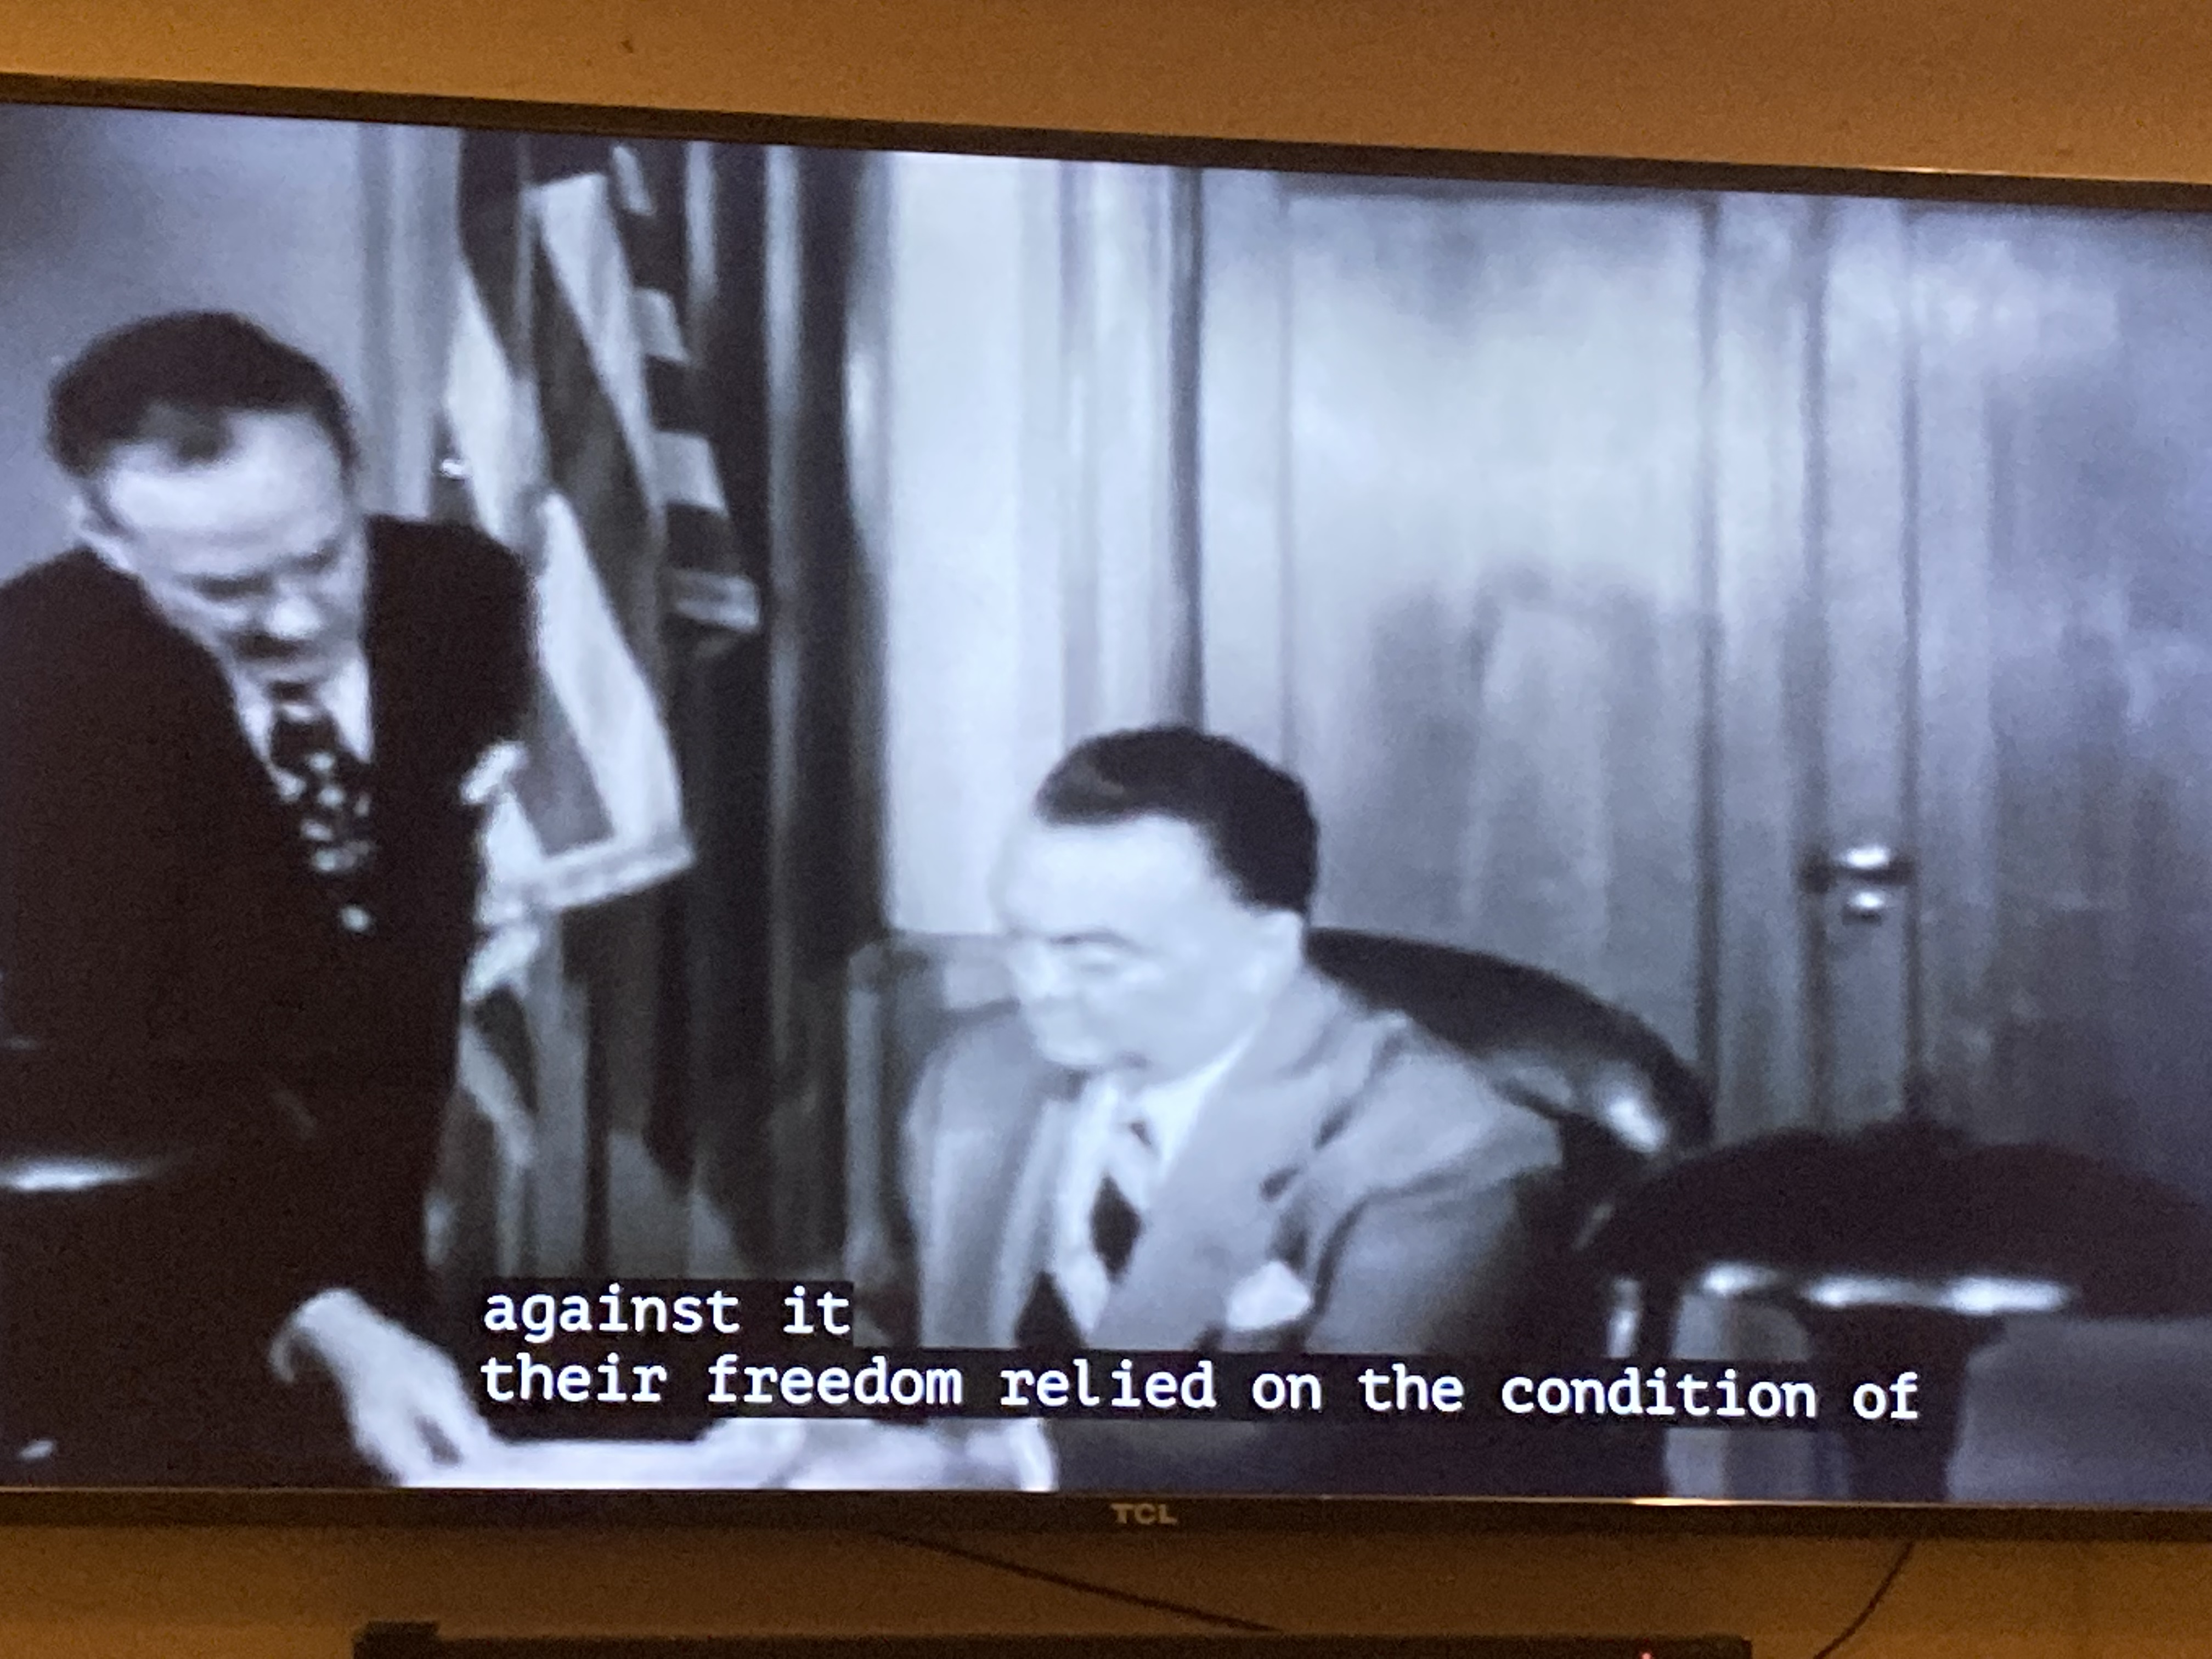 against it
their freedom relied on the condition of
TCL